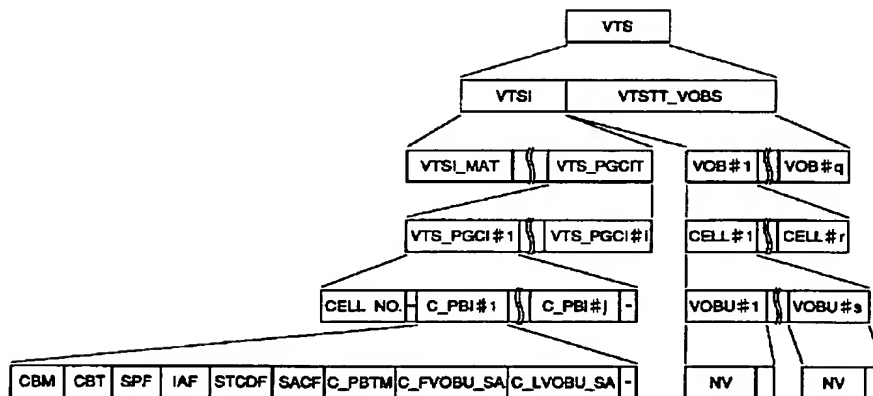 VTS
VTSI VTSTT_VOBS
VTSI_MAT VTS_PGCIT VOB#1 VOB#q
VTS_PGCI#1 VTS_PGCI#i CELL#1 CELL#r
CELL NO. - C_PBI#1 C_PBI#j - VOBU#1 VOBU#s
CBM CBT SPF IAF STCDF SACF C_PBTM C_FVOBU_SA C_LVOBU_SA - NV NV